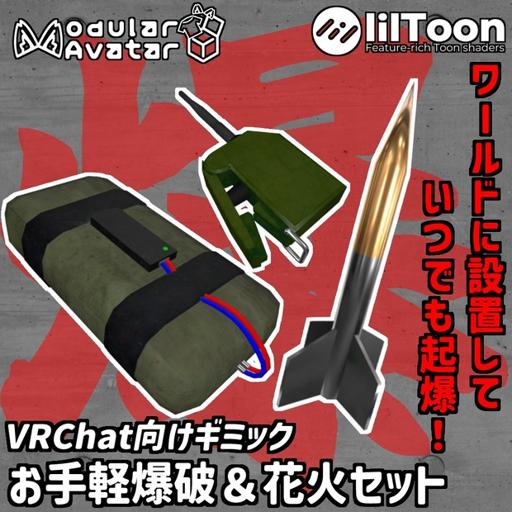 Modular Avatar
lilToon
Feature-rich Toon shaders
爆
ワールドに設置して
いつでも起爆！
VRChat向けギミック
お手軽爆破＆花火セット